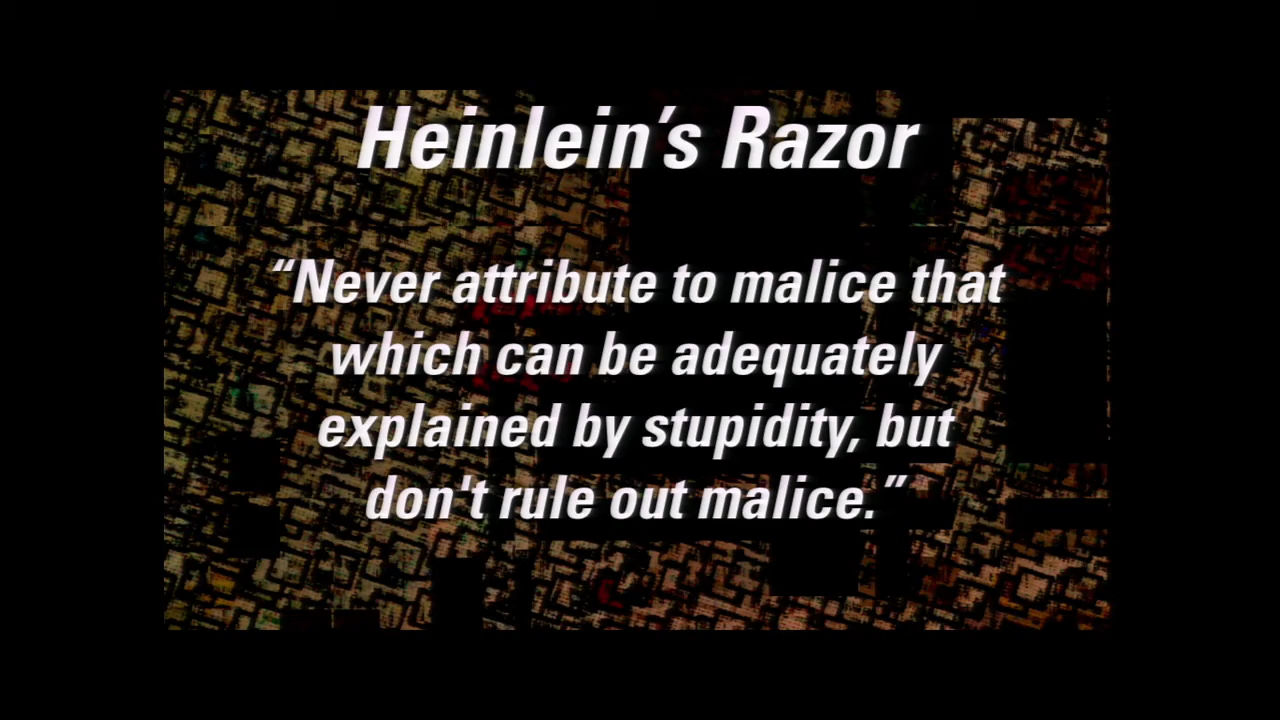 Heinlein’s Razor
“Never attribute to malice that
which can be adequately
explained by stupidity, but
don't rule out malice.”